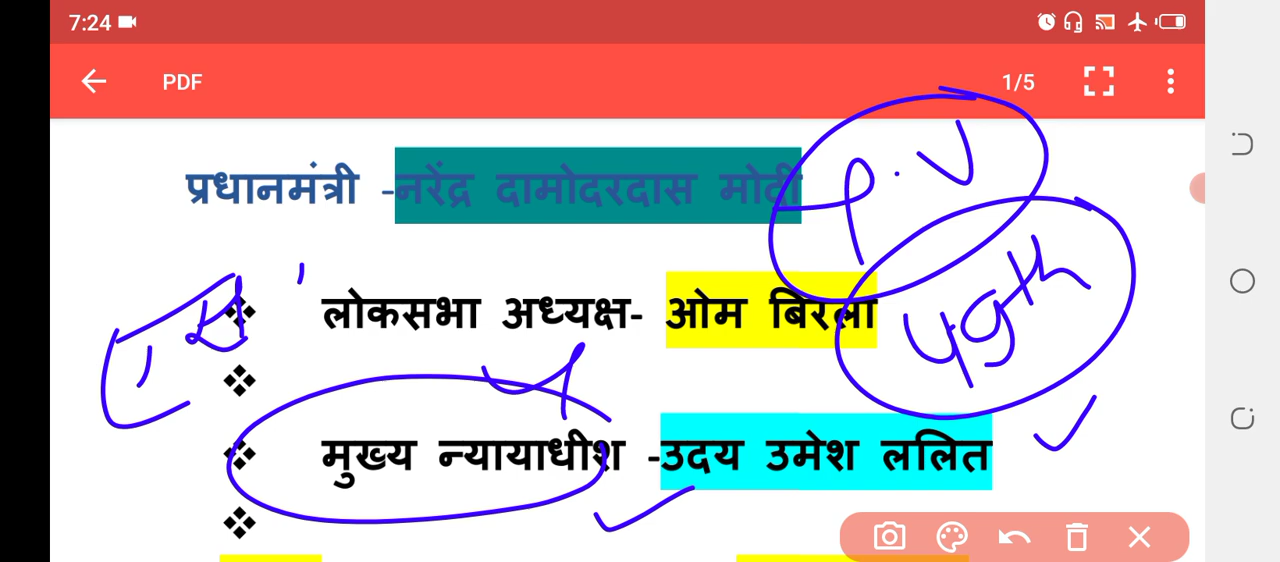 7:24
PDF 1/5
प्रधानमंत्री -नरेंद्र दामोदरदास मोदी
P.V
लोकसभा अध्यक्ष- ओम बिरला
49th
मुख्य न्यायाधीश -उदय उमेश ललित